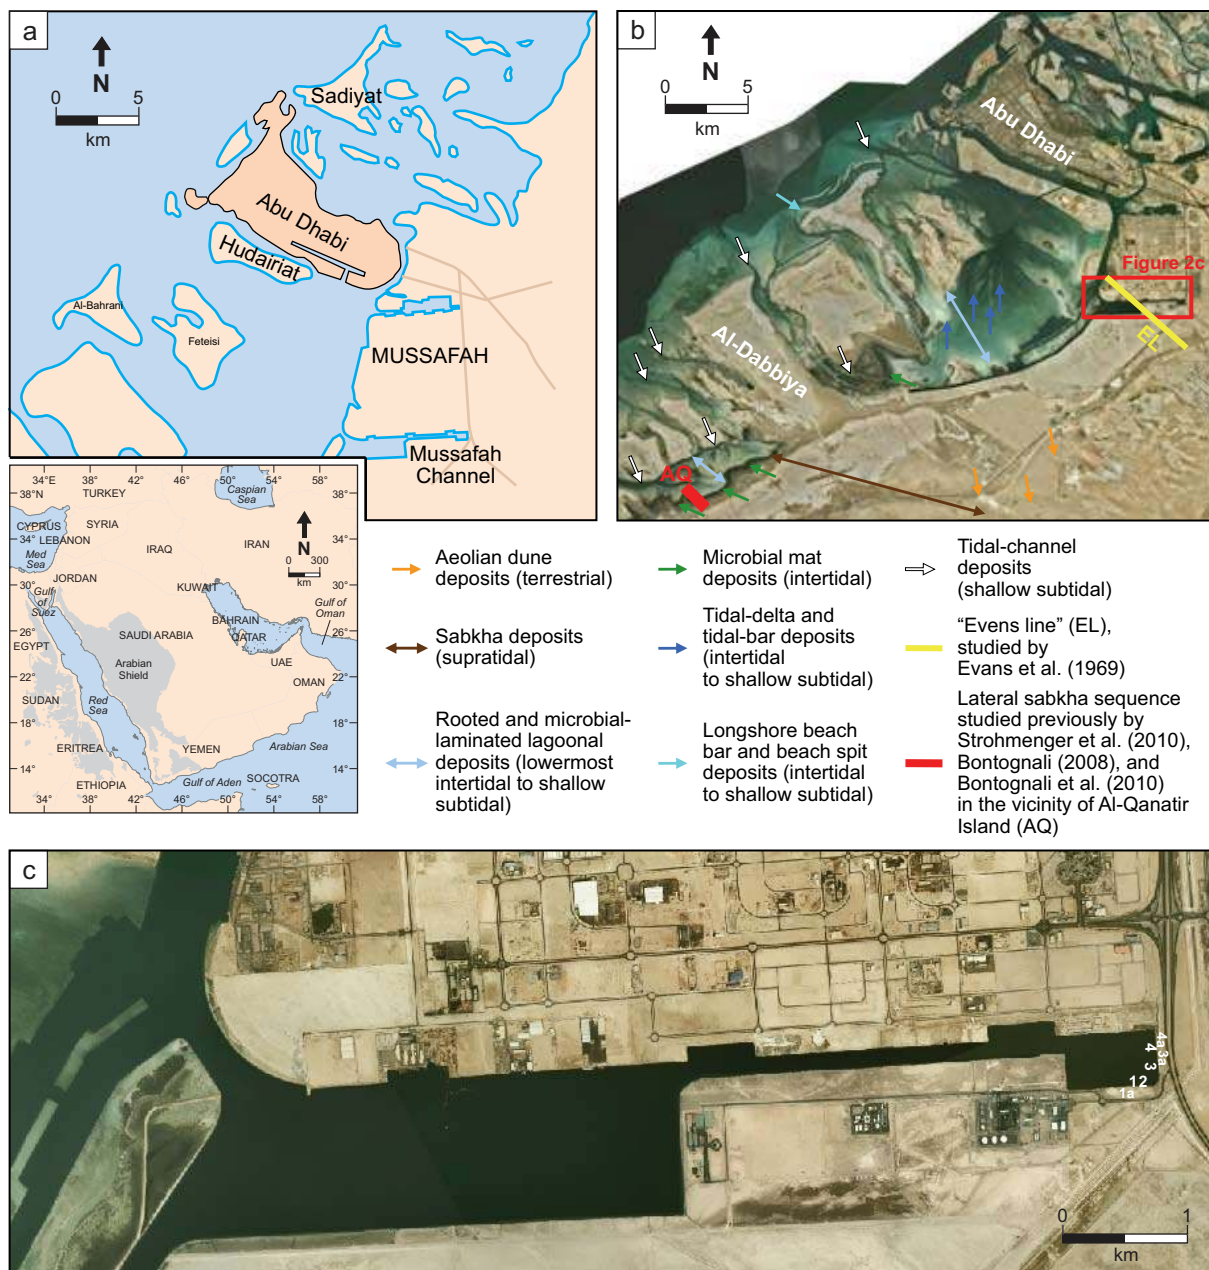 a
N
0 5
km
Sadiyat
Abu Dhabi
Hudairiat
Al-Bahrani
Feteisi
MUSSAFAH
Mussafah
Channel
34°E 42° 46° 50° 54° 58°
38°N
38°
TURKEY
Caspian
Sea
CYPRUS
SYRIA
LEBANON
34°
34°
Med
Sea
IRAQ
IRAN
N
0 300
km
JORDAN
30°
30°
KUWAIT
Gulf
of
Suez
Gulf of
Oman
BAHRAIN
26°
26°
QATAR
SAUDI ARABIA
EGYPT
UAE
Arabian
Shield
22°
22°
OMAN
SUDAN
Red
Sea
18°
18°
Arabian Sea
ERITREA
YEMEN
14°
14°
Gulf of Aden
SOCOTRA
ETHIOPIA
34° 38° 42° 46° 50° 54° 58°
b
N
0 5
km
Abu Dhabi
Figure 2c
EL
Al-Dabbiya
AQ
Aeolian dune
deposits (terrestrial)
Sabkha deposits
(supratidal)
Rooted and microbial-
laminated lagoonal
deposits (lowermost
intertidal to shallow
subtidal)
Microbial mat
deposits (intertidal)
Tidal-delta and
tidal-bar deposits
(intertidal
to shallow subtidal)
Longshore beach
bar and beach spit
deposits (intertidal
to shallow subtidal)
Tidal-channel
deposits
(shallow subtidal)
“Evens line” (EL),
studied by
Evans et al. (1969)
Lateral sabkha sequence
studied previously by
Strohmenger et al. (2010),
Bontognali (2008), and
Bontognali et al. (2010)
in the vicinity of Al-Qanatir
Island (AQ)
c
4a
4
3a
3
1 2
1a
0 1
km